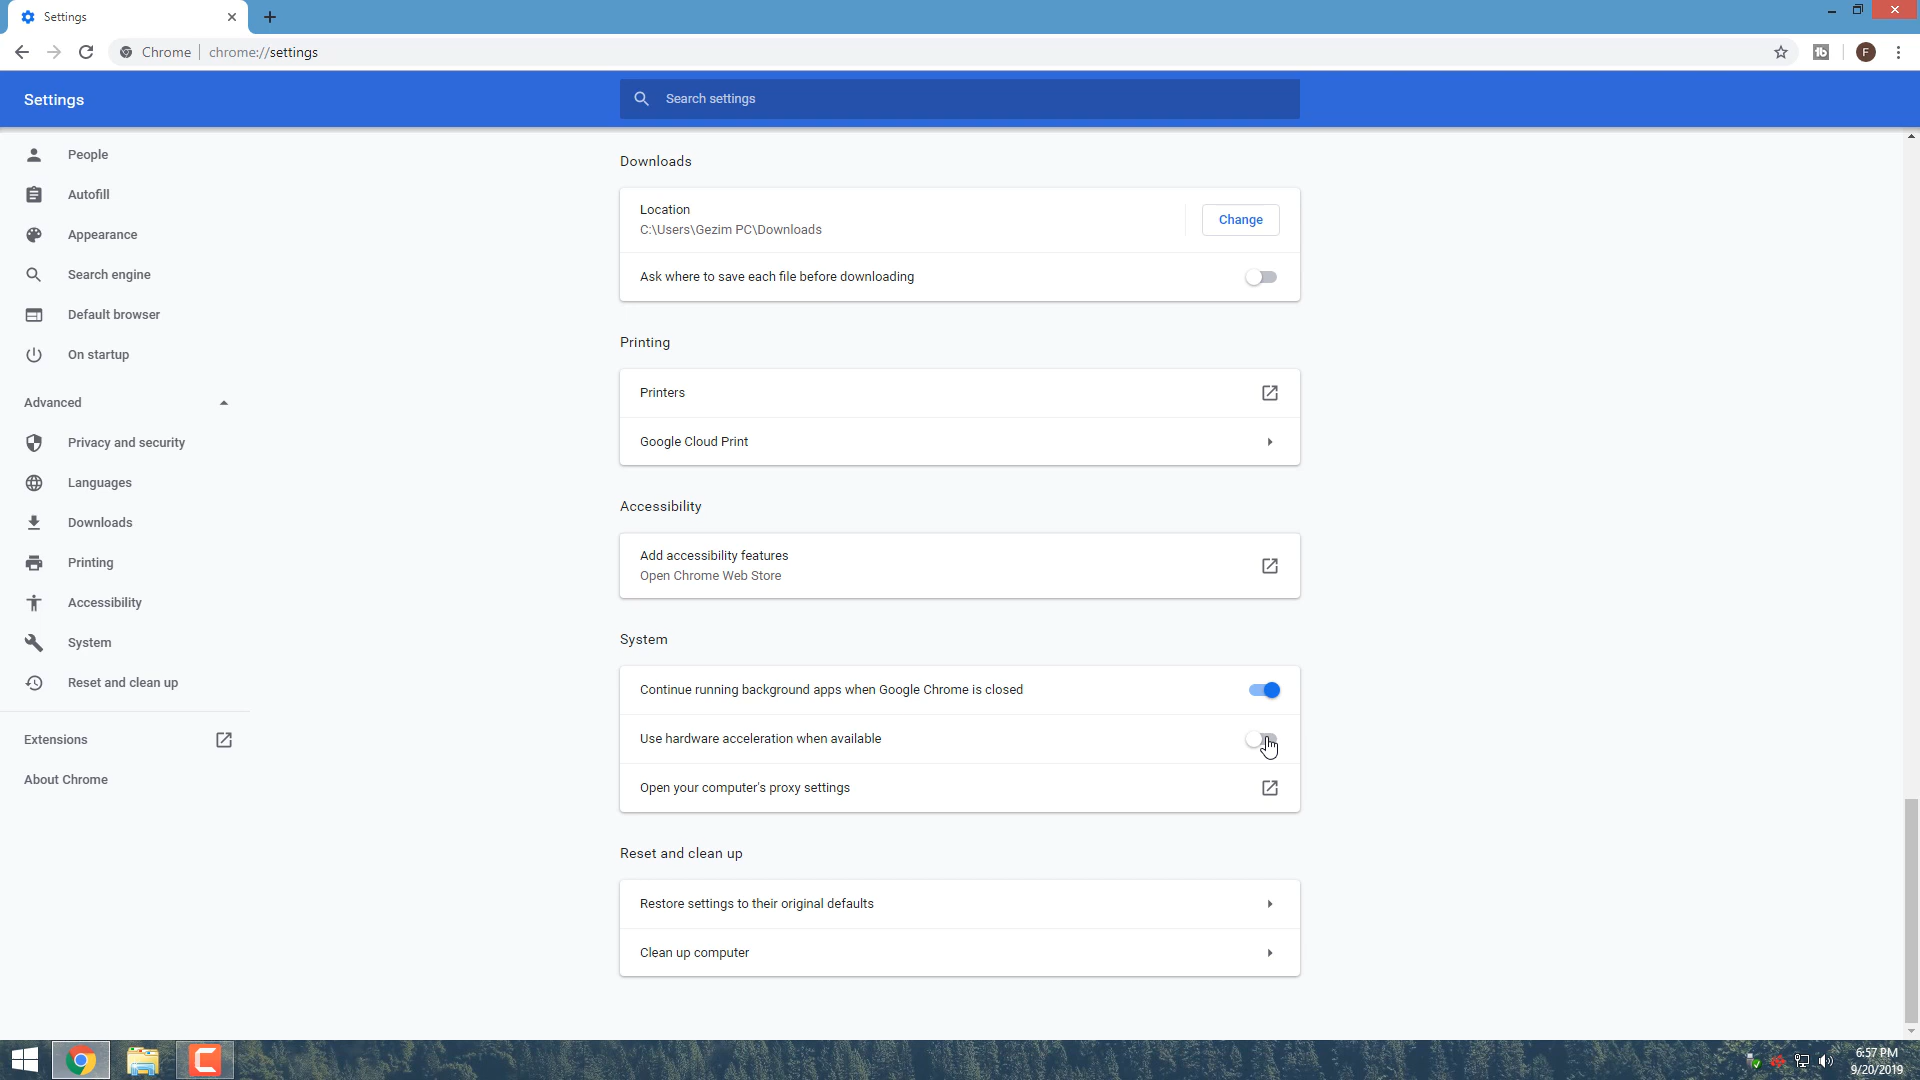 Settings
Chrome
chrome://settings
F
Settings
Search settings
People
Autofill
Appearance
Search engine
Default browser
On startup
Advanced
Privacy and security
Languages
Downloads
Printing
Accessibility
System
Reset and clean up
Extensions
About Chrome
Downloads
Location
C:\Users\Gezim PC\Downloads
Change
Ask where to save each file before downloading
Printing
Printers
Google Cloud Print
Accessibility
Add accessibility features
Open Chrome Web Store
System
Continue running background apps when Google Chrome is closed
Use hardware acceleration when available
Open your computer's proxy settings
Reset and clean up
Restore settings to their original defaults
Clean up computer
6:57 PM
9/20/2019